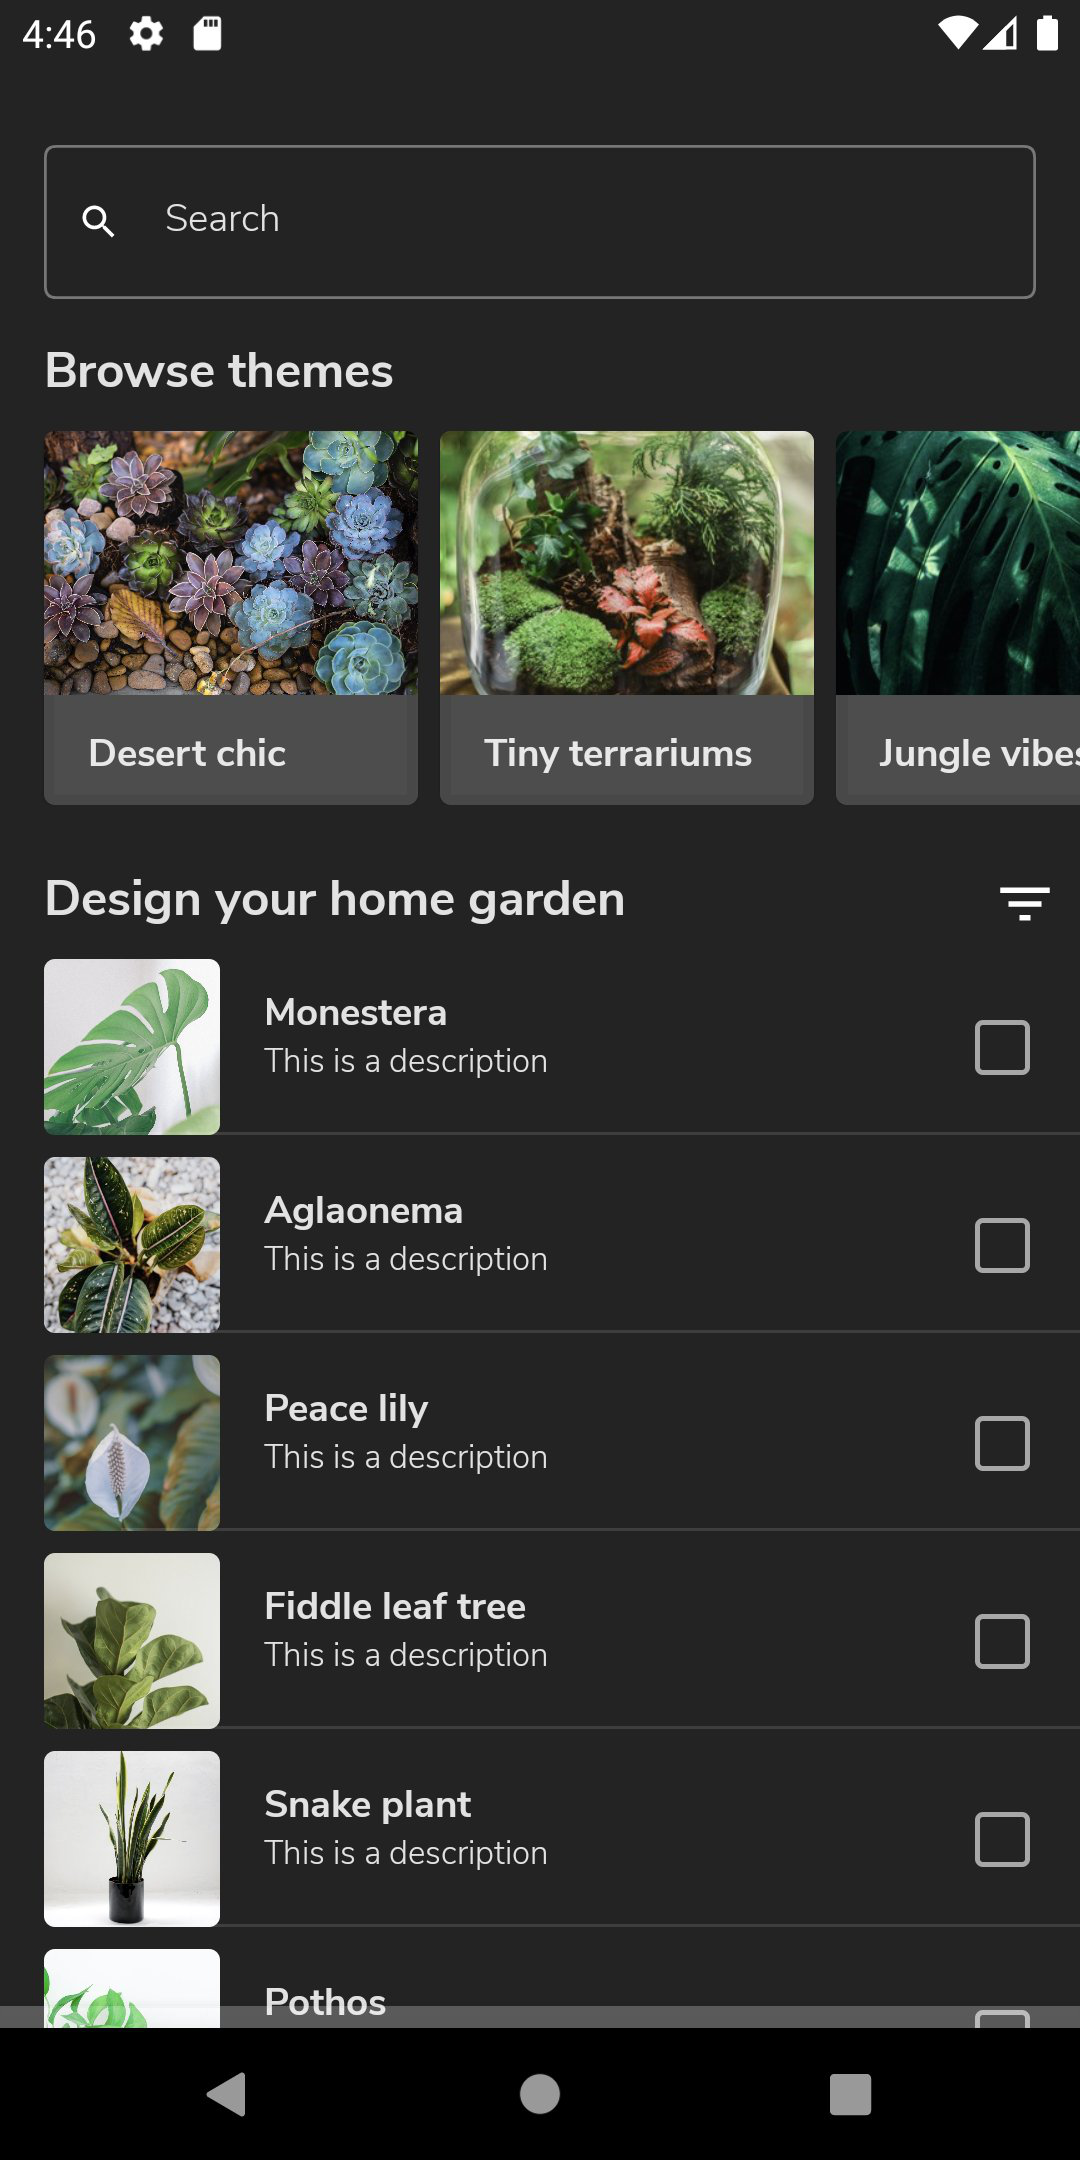 4:46
Search
Browse themes
Desert chic
Tiny terrariums
Jungle vibes
Design your home garden
Monestera
This is a description
Aglaonema
This is a description
Peace lily
This is a description
Fiddle leaf tree
This is a description
Snake plant
This is a description
Pothos